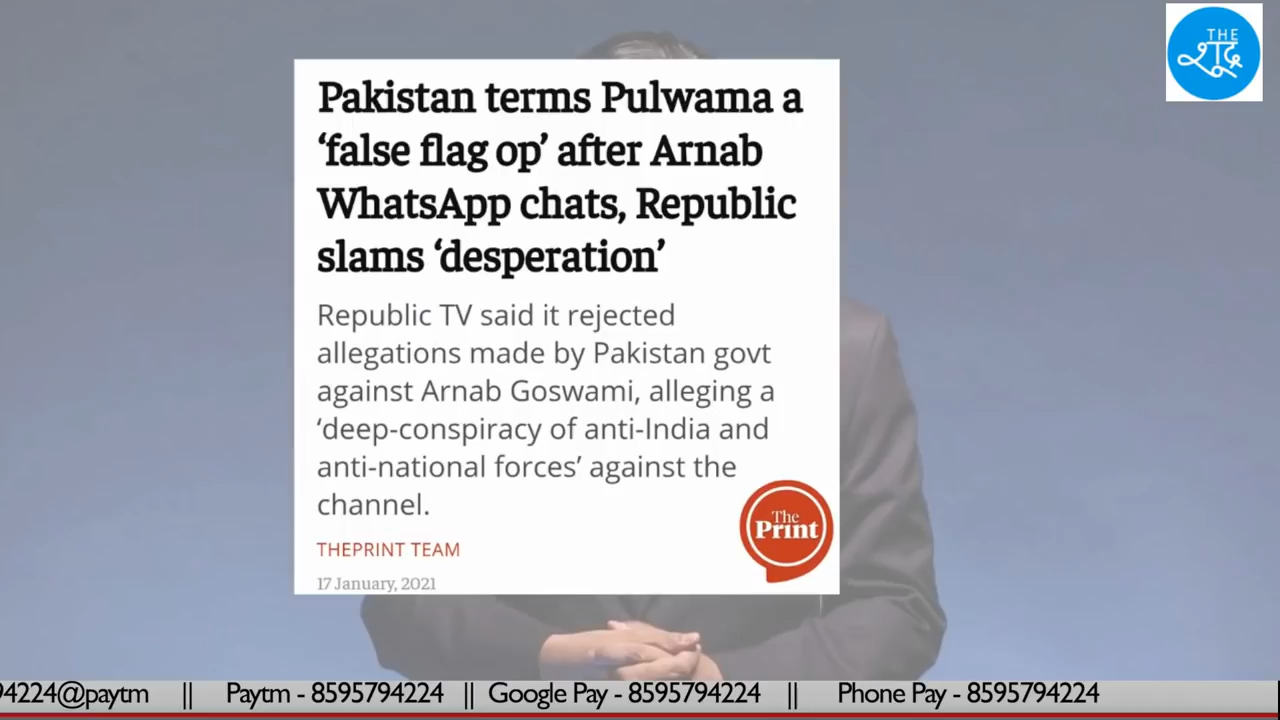 THE
शूद्र
Pakistan terms Pulwama a
‘false flag op’ after Arnab
WhatsApp chats, Republic
slams ‘desperation’
Republic TV said it rejected
allegations made by Pakistan govt
against Arnab Goswami, alleging a
‘deep-conspiracy of anti-India and
anti-national forces’ against the
channel.
The
Print
THEPRINT TEAM
17 January, 2021
94224@paytm || Paytm - 8595794224 || Google Pay - 8595794224 || Phone Pay - 8595794224